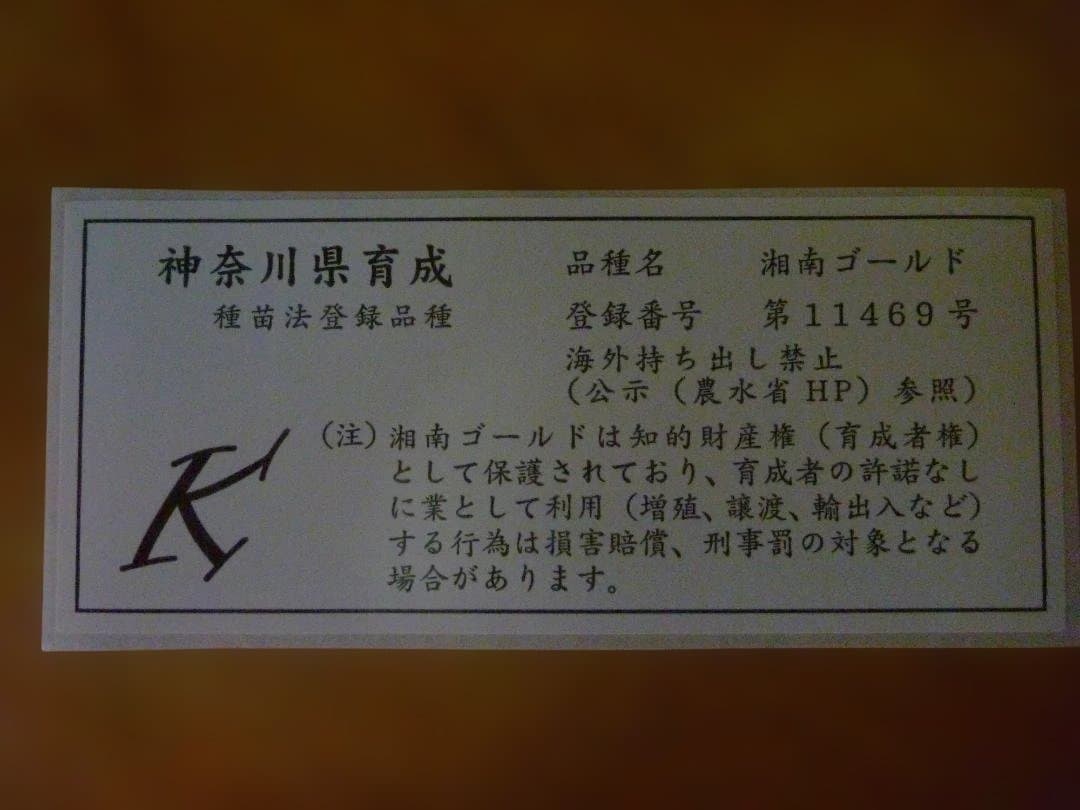 神奈川県育成
種苗法登録品種
品種名 湘南ゴールド
登録番号 第11469号
海外持ち出し禁止
(公示(農水省HP)参照)
K
(注)湘南ゴールドは知的財産権(育成者権)
として保護されており、育成者の許諾なし
に業として利用(増殖、譲渡、輸出入など)
する行為は損害賠償、刑事罰の対象となる
場合があります。